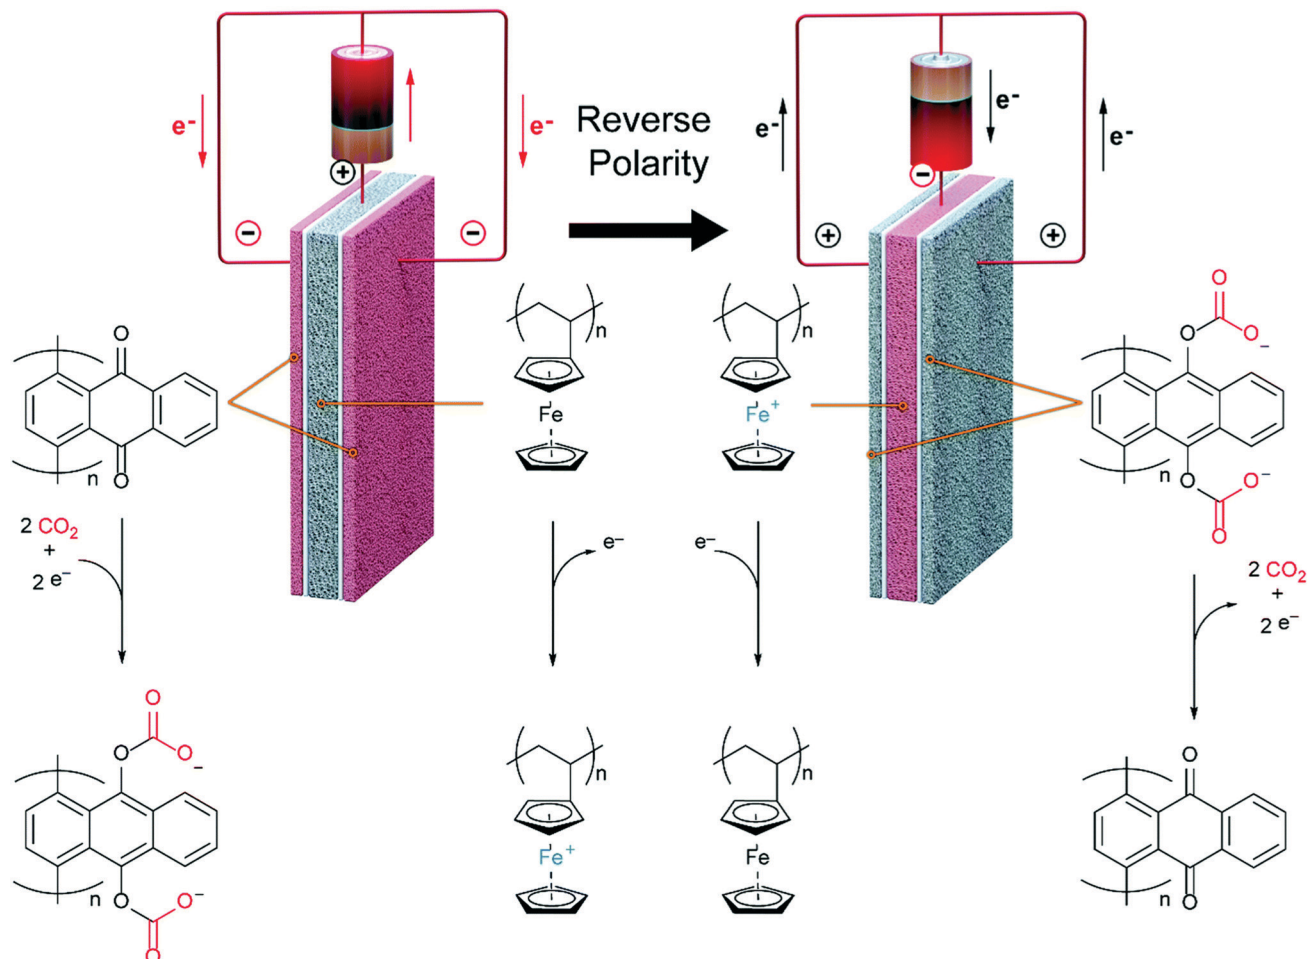 e-
e-
Reverse
Polarity
e-
e-
e-
+
−
−
−
+
+
n
Fe
n
Fe+
O
O
n
O
O
O−
O
O−
O
n
2 CO2
+
2 e−
e−
e−
2 CO2
+
2 e−
O
O
O−
O
O−
O
n
n
Fe+
n
Fe
O
O
n